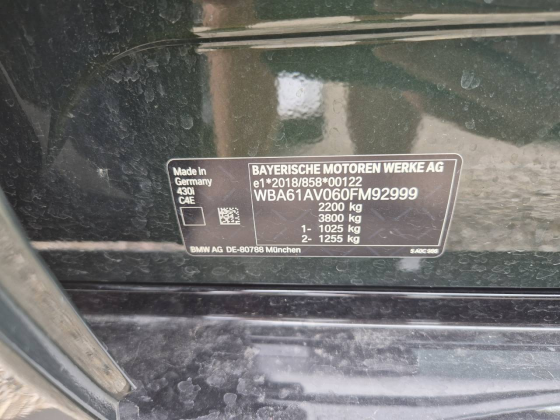 Made in
Germany
430i
C4E
BAYERISCHE MOTOREN WERKE AG
e1*2018/858*00122
WBA61AV060FM92999
2200 kg
3800 kg
1- 1025 kg
2- 1255 kg
BMW AG DE-80788 München